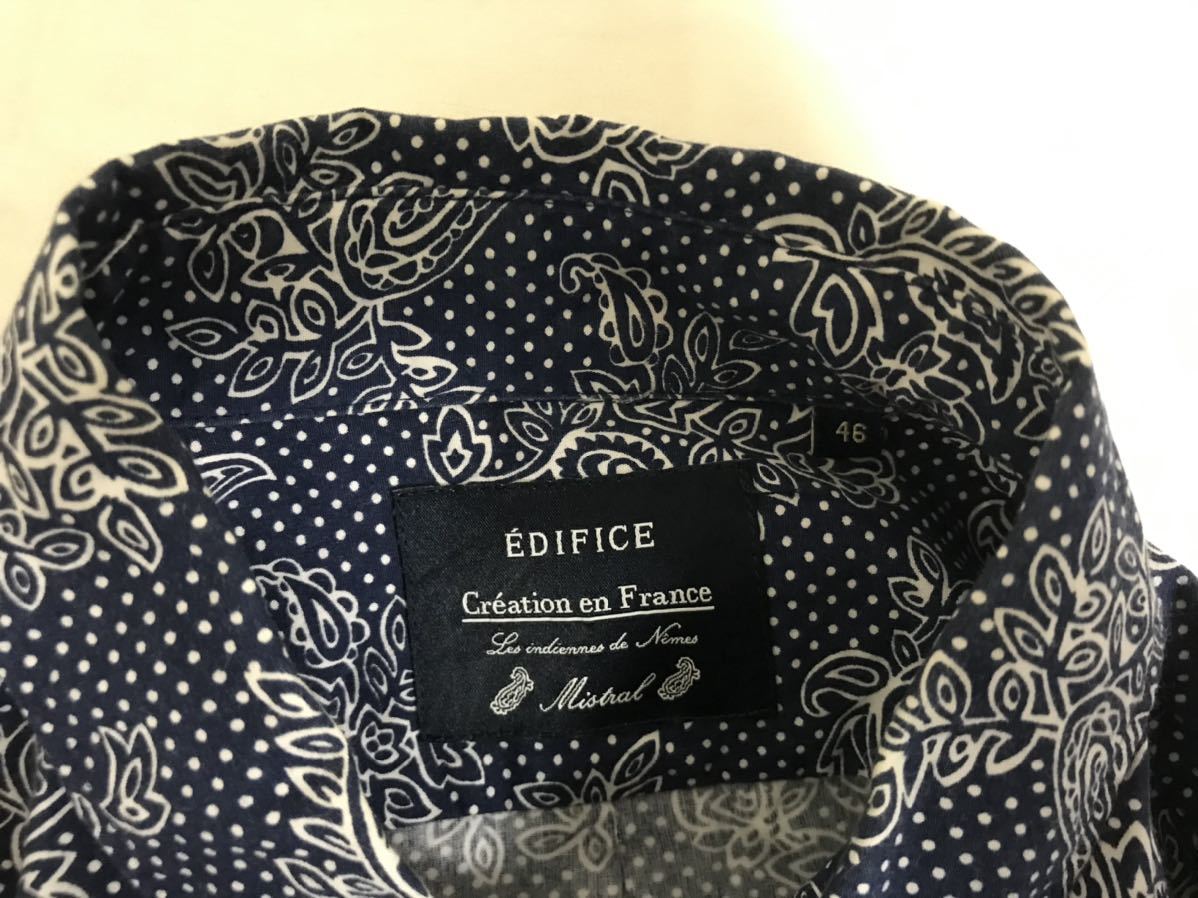 46
ÉDIFICE
Création en France
Les indiennes de Nîmes
Mistral